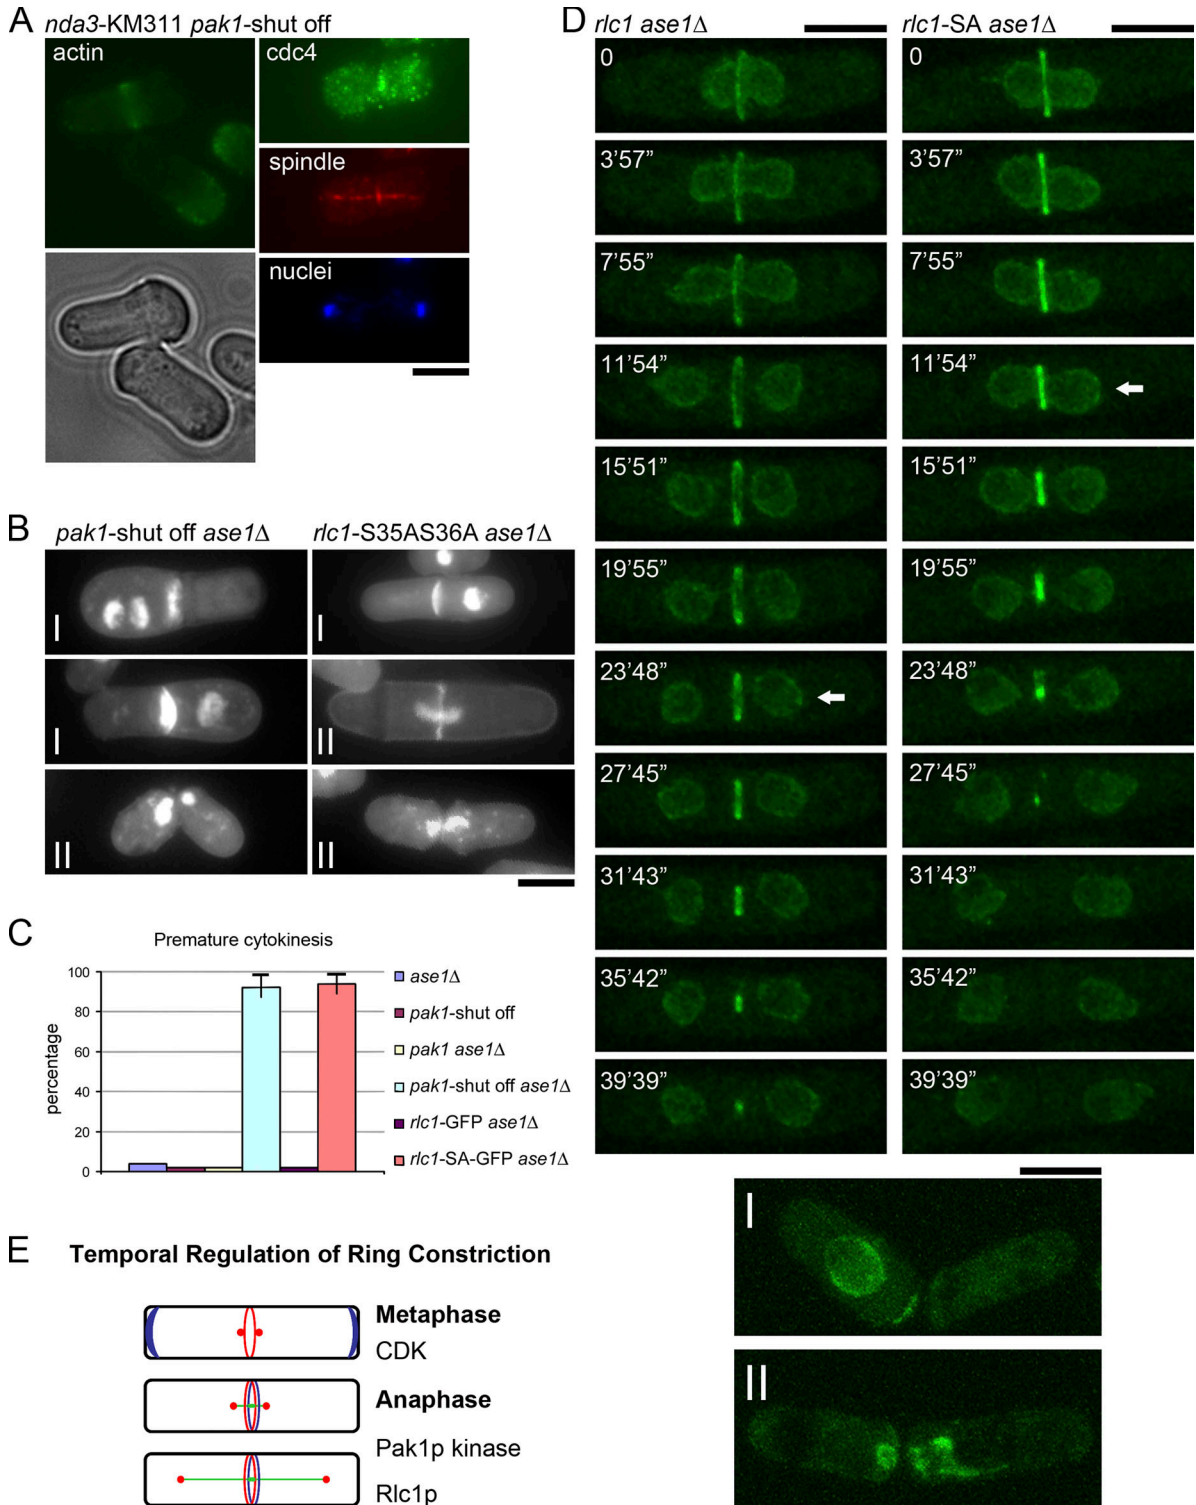 A
nda3-KM311 pak1-shut off
actin
cdc4
spindle
nuclei
B
pak1-shut off ase1Δ
rlc1-S35AS36A ase1Δ
I
I
I
II
II
II
C
Premature cytokinesis
percentage
100
80
60
40
20
0
ase1Δ
pak1-shut off
pak1 ase1Δ
pak1-shut off ase1Δ
rlc1-GFP ase1Δ
rlc1-SA-GFP ase1Δ
D
rlc1 ase1Δ
rlc1-SA ase1Δ
0
0
3’57”
3’57”
7’55”
7’55”
11’54”
11’54”
15’51”
15’51”
19’55”
19’55”
23’48”
23’48”
27’45”
27’45”
31’43”
31’43”
35’42”
35’42”
39’39”
39’39”
I
II
E
Temporal Regulation of Ring Constriction
Metaphase
CDK
Anaphase
Pak1p kinase
Rlc1p